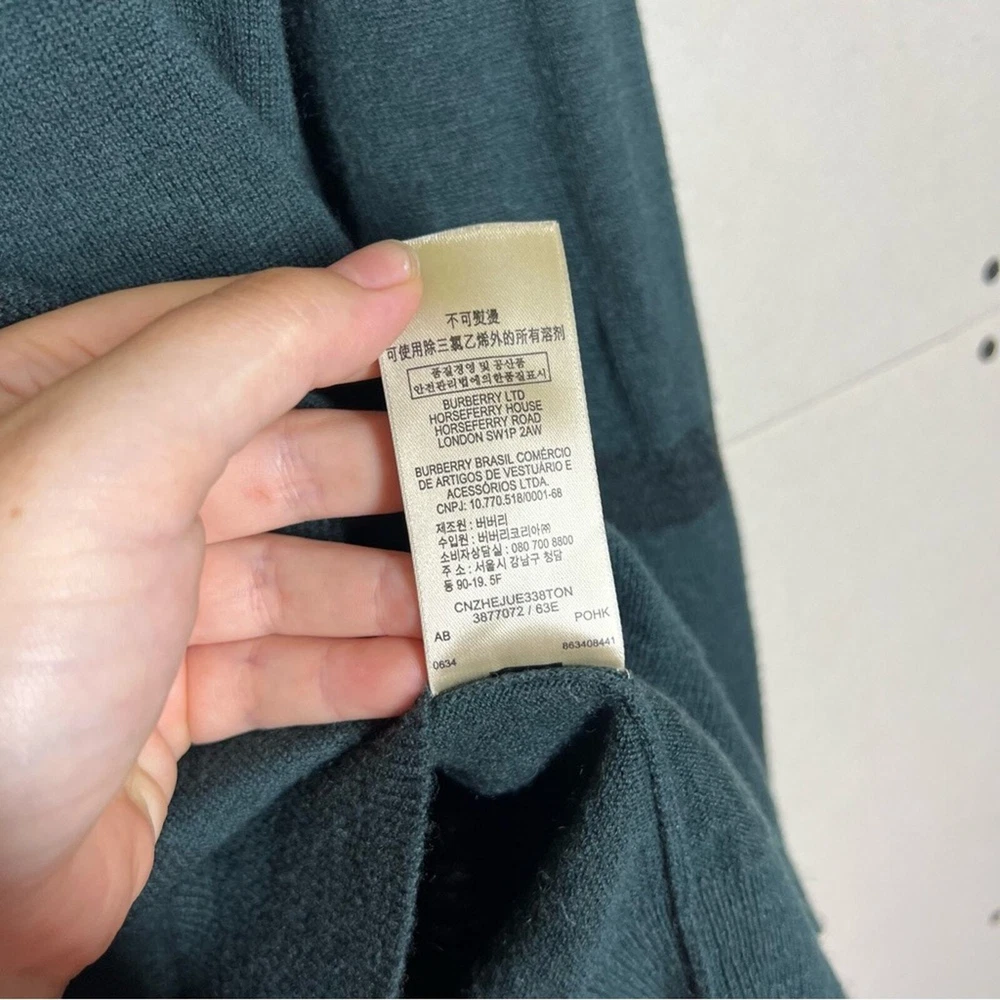 不可熨燙
可使用除三氯乙烯外的所有溶剂
품질경영 및 공산품
안전관리법에의한품질표시
BURBERRY LTD
HORSEFERRY HOUSE
HORSEFERRY ROAD
LONDON SW1P 2AW
BURBERRY BRASIL COMÉRCIO
DE ARTIGOS DE VESTUÁRIO E
ACESSÓRIOS LTDA.
CNPJ: 10.770.518/0001-68
제조원 : 버버리
수입원 : 버버리코리아㈜
소비자상담실 : 080 700 8800
주 소 : 서울시 강남구 청담
동 90-19. 5F
CNZHEJUE338TON
3877072 / 63E
POHK
AB
863408441
0634